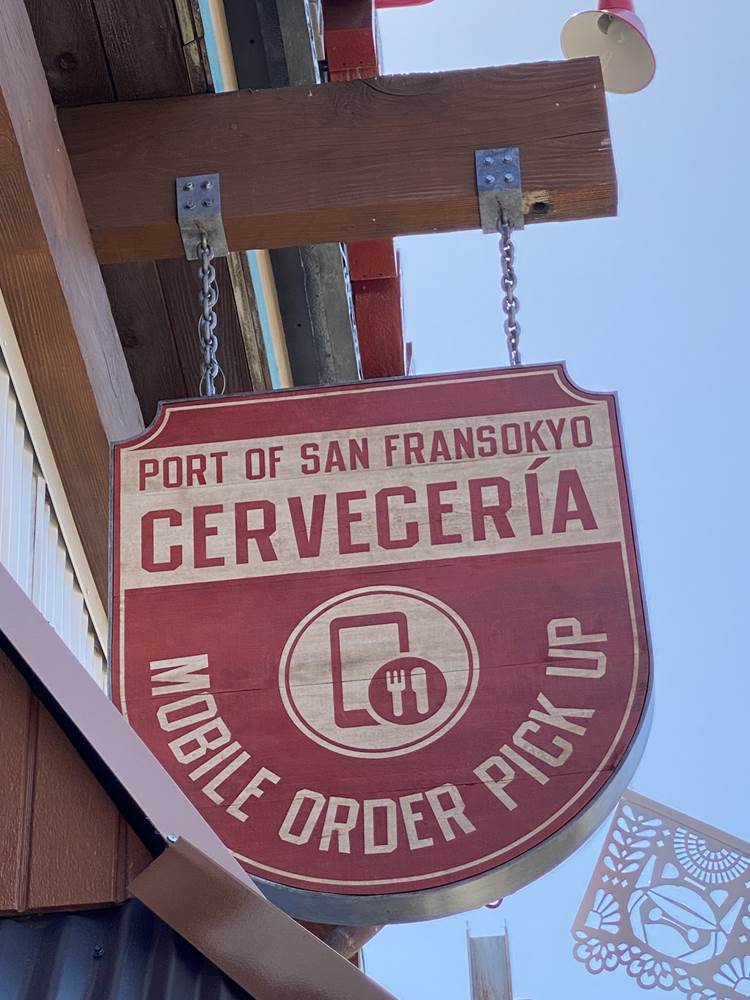 PORT OF SAN FRANSOKYO
CERVECERÍA
MOBILE ORDER PICK UP